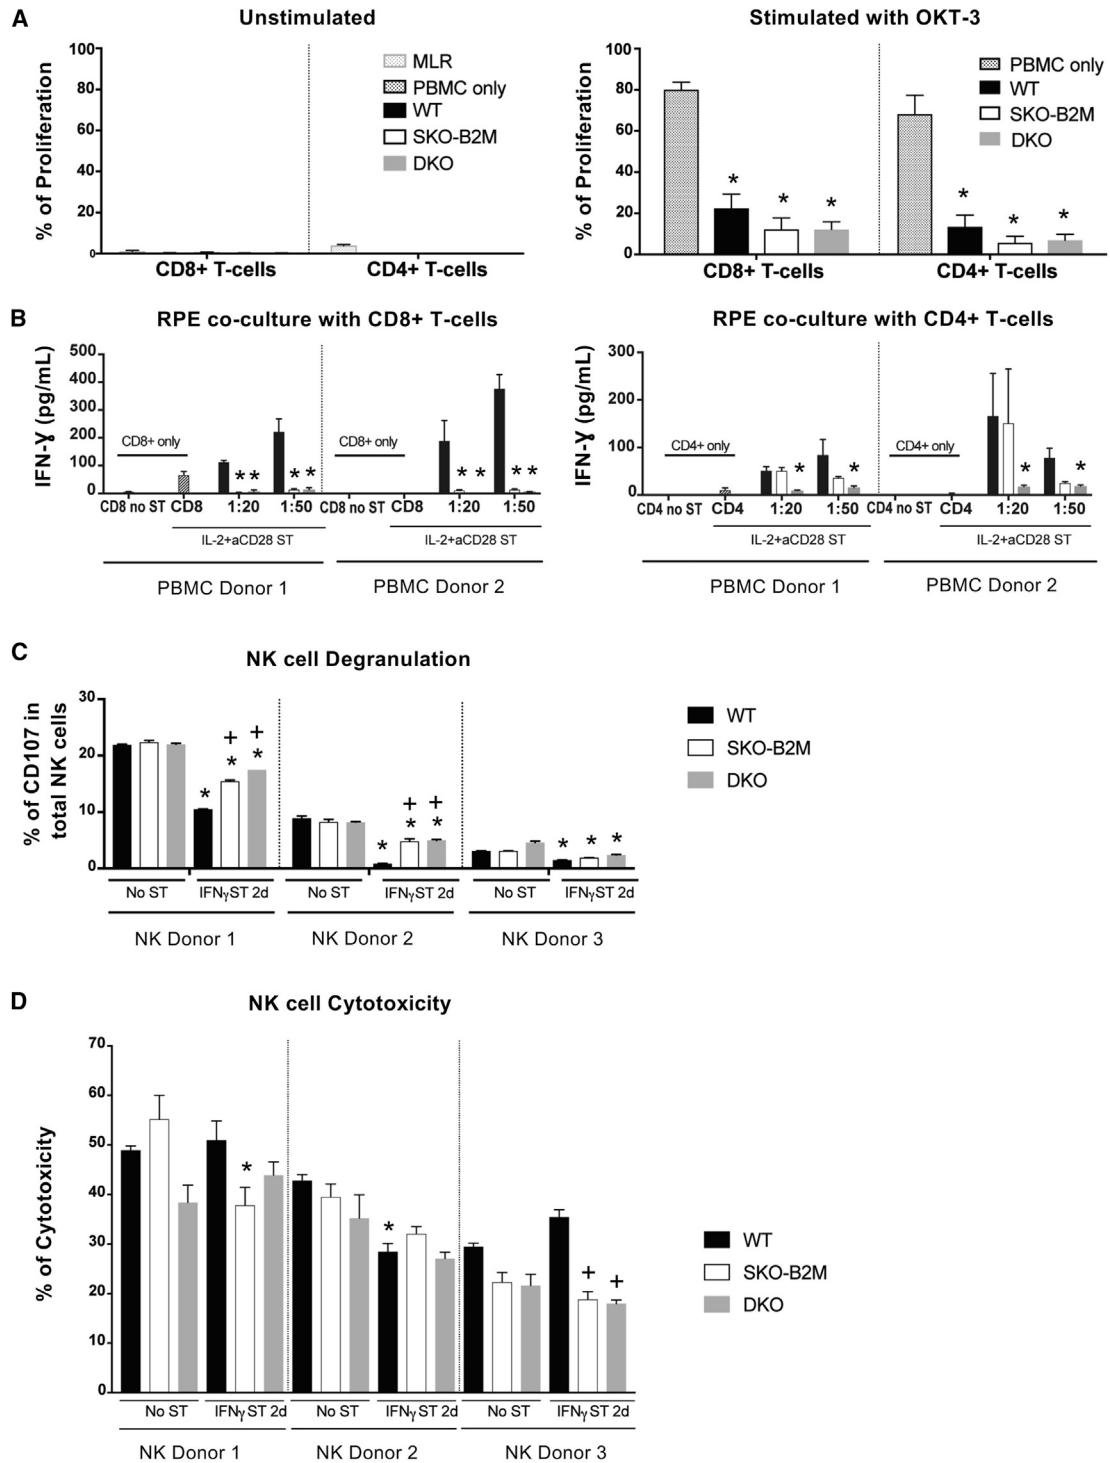 A
Unstimulated
Stimulated with OKT-3
% of Proliferation
100
80
60
40
20
0
MLR
PBMC only
WT
SKO-B2M
DKO
CD8+ T-cells
CD4+ T-cells
% of Proliferation
100
80
60
40
20
0
PBMC only
WT
SKO-B2M
DKO
* * * * * *
CD8+ T-cells
CD4+ T-cells
B
RPE co-culture with CD8+ T-cells
RPE co-culture with CD4+ T-cells
IFN-ɣ (pg/mL)
500
400
300
200
100
0
CD8+ only
CD8+ only
* * * * * * * *
CD8 no ST CD8 1:20 1:50 CD8 no ST CD8 1:20 1:50
IL-2+aCD28 ST
IL-2+aCD28 ST
PBMC Donor 1
PBMC Donor 2
IFN-ɣ (pg/mL)
300
200
100
0
CD4+ only
CD4+ only
* * * *
CD4 no ST CD4 1:20 1:50 CD4 no ST CD4 1:20 1:50
IL-2+aCD28 ST
IL-2+aCD28 ST
PBMC Donor 1
PBMC Donor 2
C
NK cell Degranulation
% of CD107 in
total NK cells
30
20
10
0
+ + + +
* * * * * * * * *
WT
SKO-B2M
DKO
No ST IFNγST 2d No ST IFNγST 2d No ST IFNγST 2d
NK Donor 1 NK Donor 2 NK Donor 3
D
NK cell Cytotoxicity
% of Cytotoxicity
70
60
50
40
30
20
10
0
* * + +
WT
SKO-B2M
DKO
No ST IFNγST 2d No ST IFNγST 2d No ST IFNγST 2d
NK Donor 1 NK Donor 2 NK Donor 3